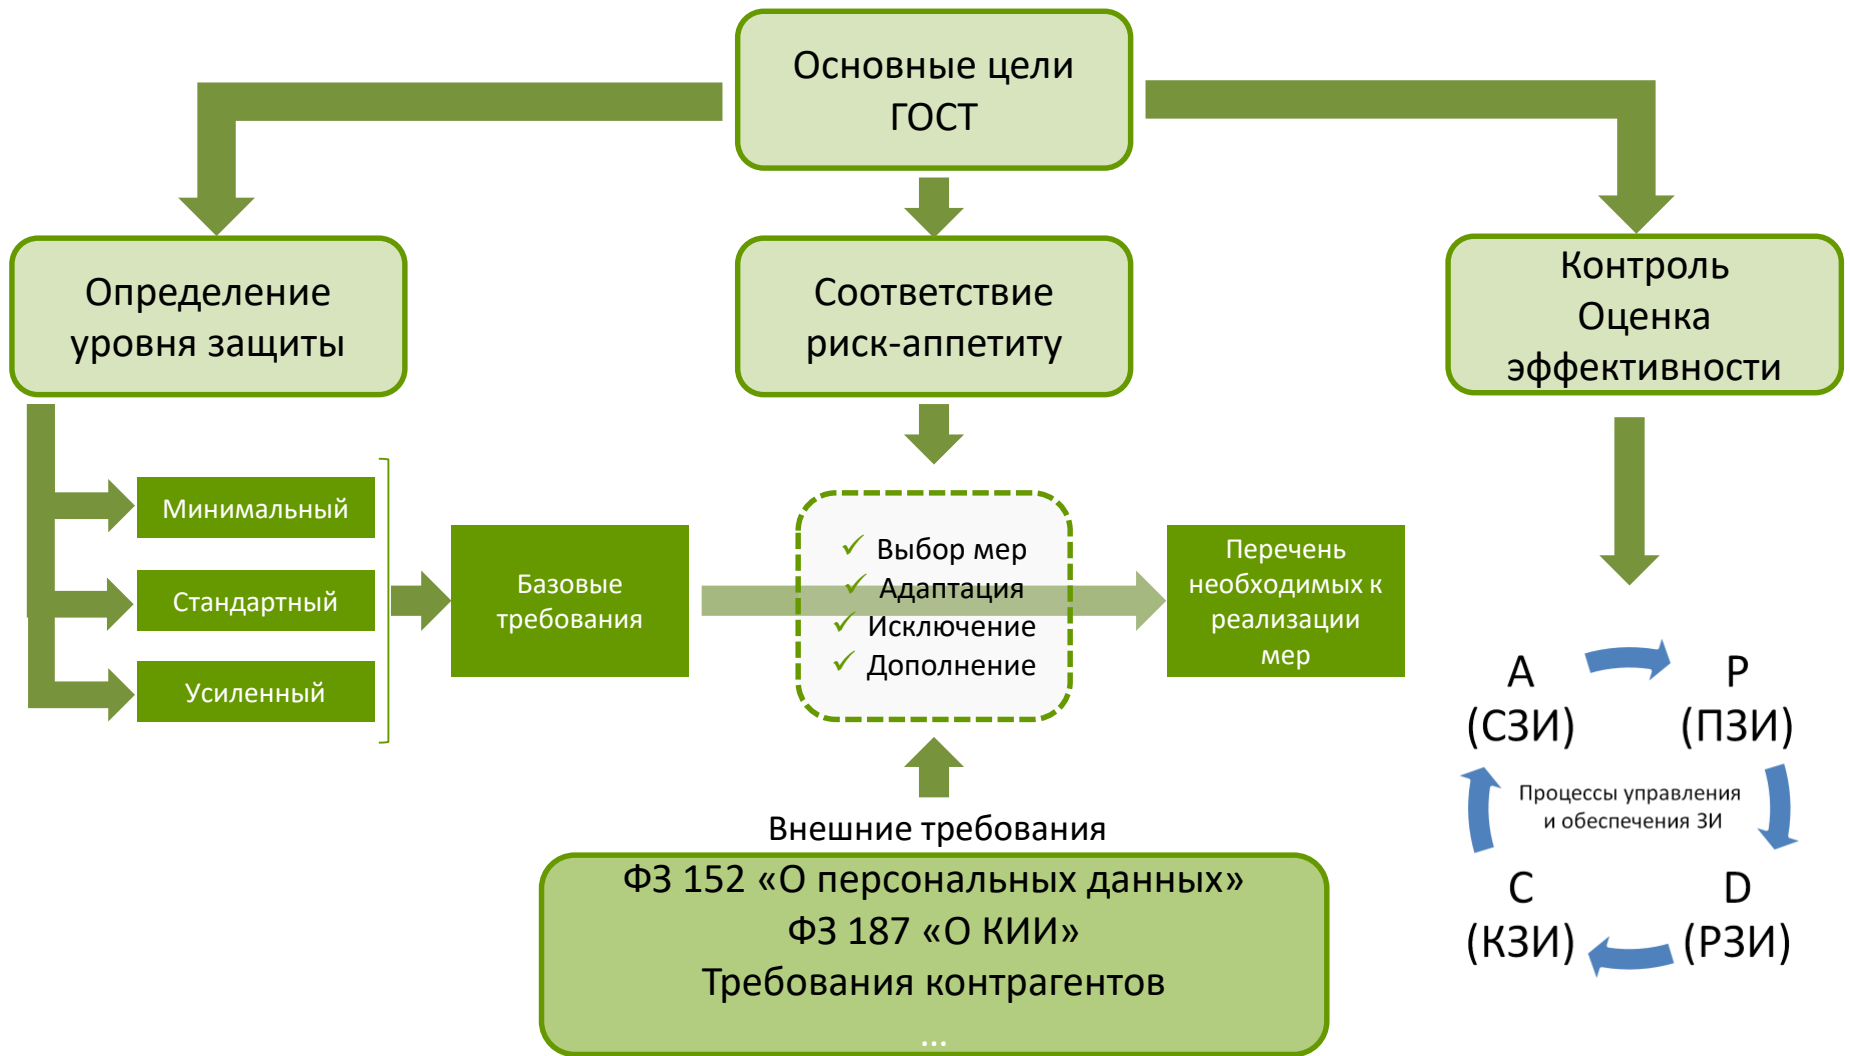 Основные цели
ГОСТ
Определение
уровня защиты
Соответствие
риск-аппетиту
Контроль
Оценка
эффективности
Минимальный
Стандартный
Усиленный
Базовые
требования
✓ Выбор мер
✓ Адаптация
✓ Исключение
✓ Дополнение
Перечень
необходимых к
реализации
мер
Внешние требования
ФЗ 152 «О персональных данных»
ФЗ 187 «О КИИ»
Требования контрагентов
...
A
(СЗИ)
P
(ПЗИ)
Процессы управления
и обеспечения ЗИ
C
(КЗИ)
D
(РЗИ)